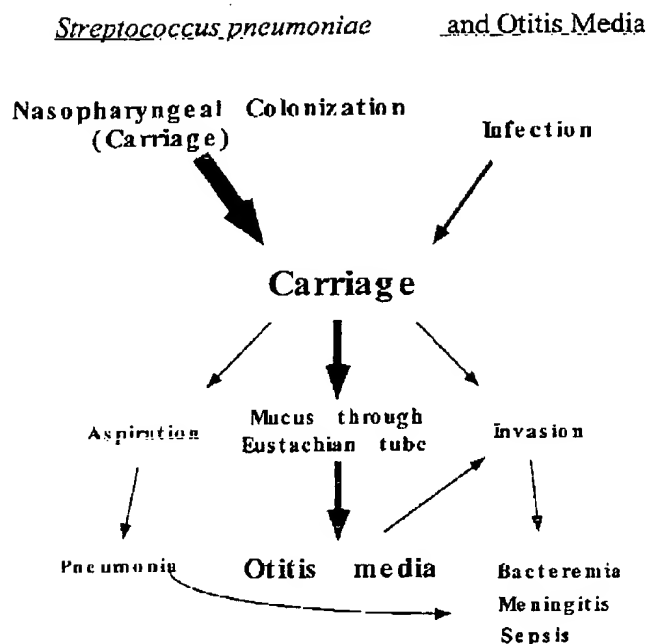 Streptococcus pneumoniae and Otitis Media
Nasopharyngeal Colonization
(Carriage)
Infection
Carriage
Aspiration
Mucus through
Eustachian tube
Invasion
Pneumonia
Otitis media
Bacteremia
Meningitis
Sepsis